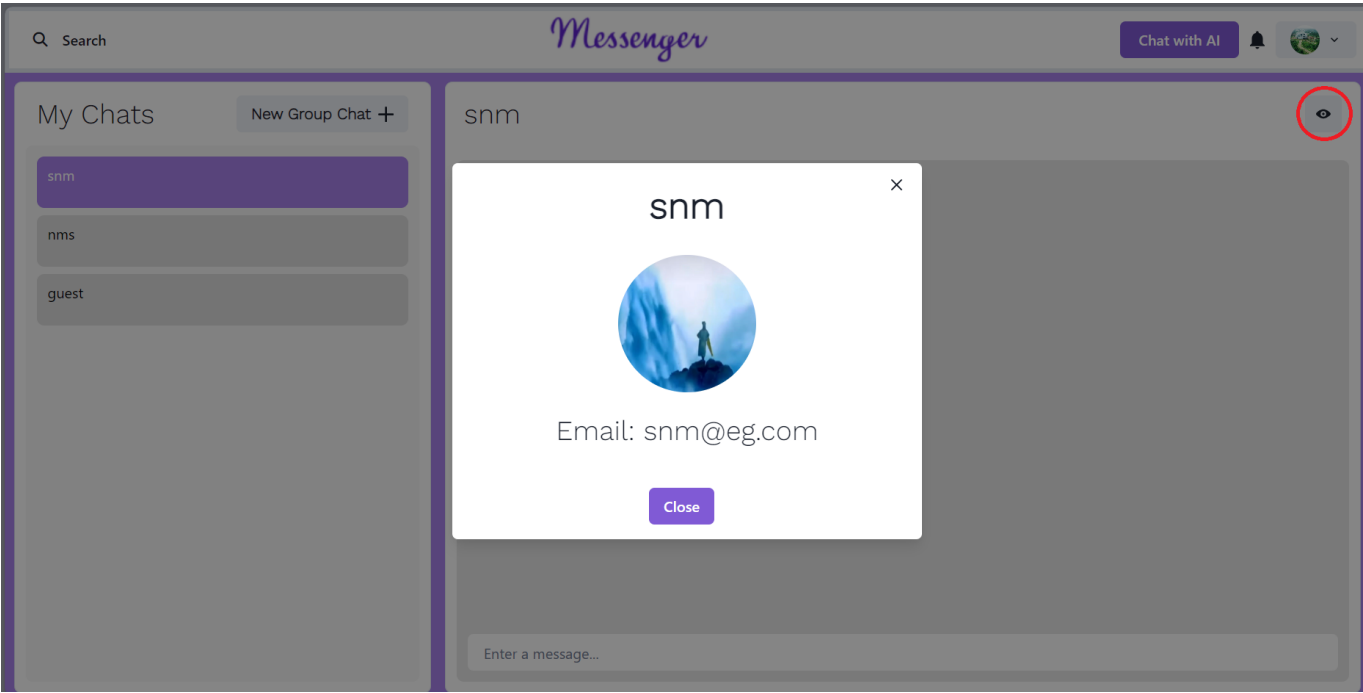 Search
Messenger
Chat with AI
My Chats
New Group Chat +
snm
nms
guest
snm
snm
Email: snm@eg.com
Close
Enter a message...